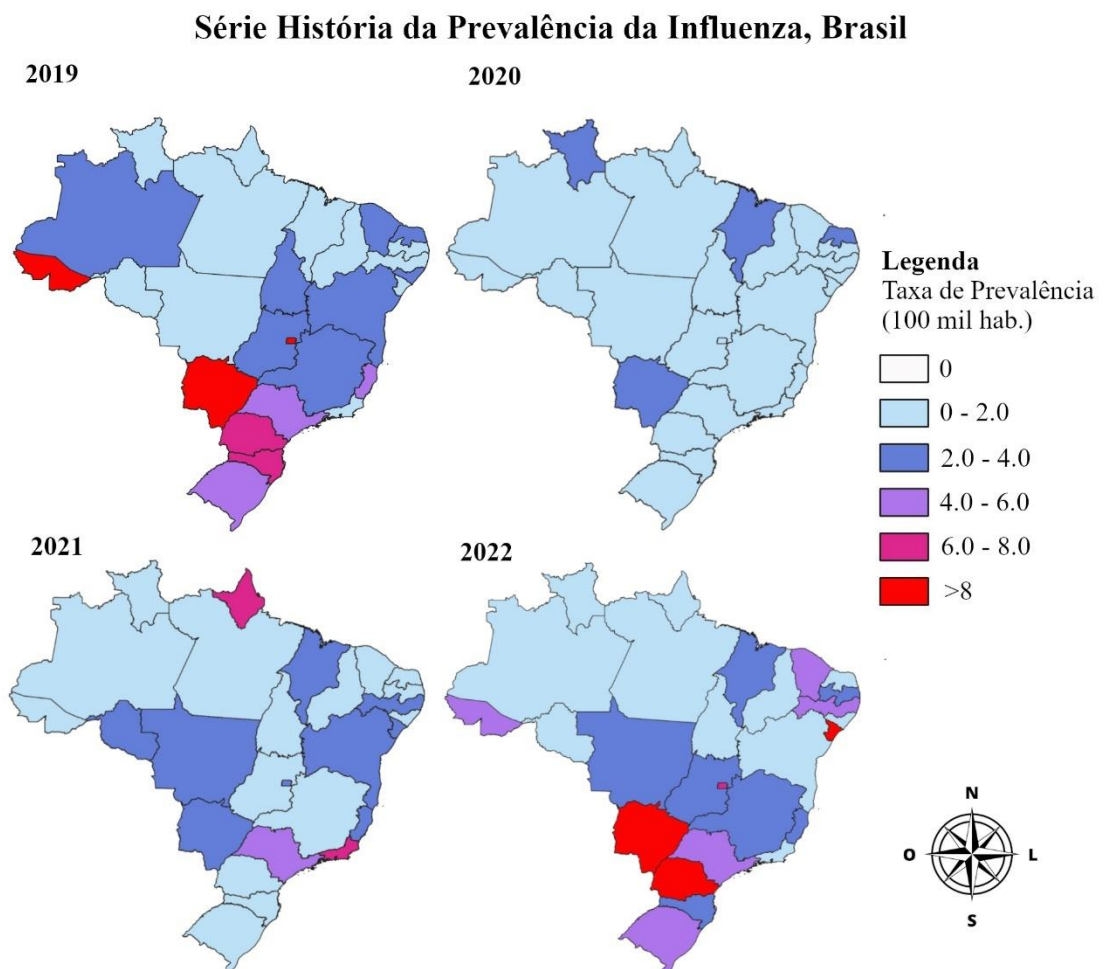 Série História da Prevalência da Influenza, Brasil
2019
2020
Legenda
Taxa de Prevalência
(100 mil hab.)
0
0 - 2.0
2.0 - 4.0
4.0 - 6.0
6.0 - 8.0
>8
2021
2022
N
O
L
S